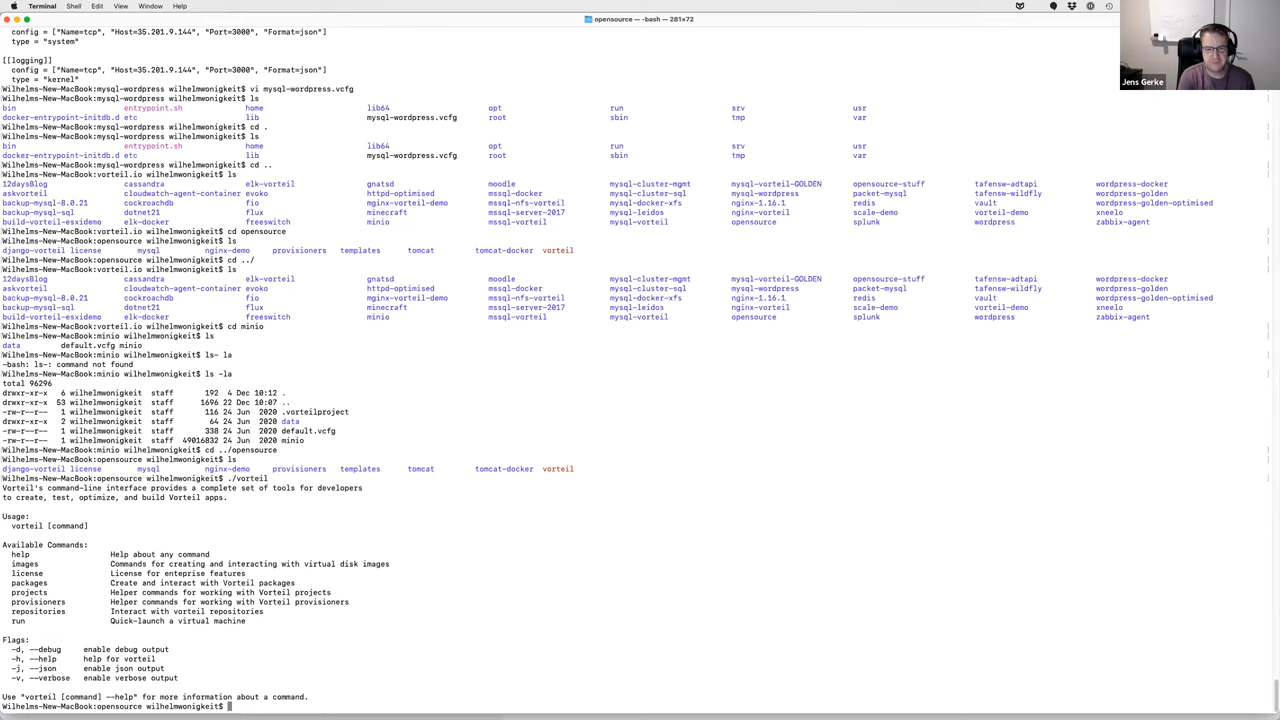 Terminal Shell Edit View Window Help
opensource — -bash — 281×72
config = ["Name=tcp", "Host=35.201.9.144", "Port=3000", "Format=json"]
type = "system"
[[logging]]
config = ["Name=tcp", "Host=35.201.9.144", "Port=3000", "Format=json"]
type = "kernel"
Wilhelms-New-MacBook:mysql-wordpress wilhelmwonigkeit$ vi mysql-wordpress.vcfg
Wilhelms-New-MacBook:mysql-wordpress wilhelmwonigkeit$ ls
bin entrypoint.sh home lib64 opt run srv usr
docker-entrypoint-initdb.d etc lib mysql-wordpress.vcfg root sbin tmp var
Wilhelms-New-MacBook:mysql-wordpress wilhelmwonigkeit$ cd .
Wilhelms-New-MacBook:mysql-wordpress wilhelmwonigkeit$ ls
bin entrypoint.sh home lib64 opt run srv usr
docker-entrypoint-initdb.d etc lib mysql-wordpress.vcfg root sbin tmp var
Wilhelms-New-MacBook:mysql-wordpress wilhelmwonigkeit$ cd ..
Wilhelms-New-MacBook:vorteil.io wilhelmwonigkeit$ ls
12daysBlog cassandra elk-vorteil gnatsd moodle mysql-cluster-mgmt mysql-vorteil-GOLDEN opensource-stuff tafensw-adtapi wordpress-docker
askvorteil cloudwatch-agent-container evoko httpd-optimised mssql-docker mysql-cluster-sql mysql-wordpress packet-mysql tafensw-wildfly wordpress-golden
backup-mysql-8.0.21 cockroachdb fio mginx-vorteil-demo mssql-nfs-vorteil mysql-docker-xfs nginx-1.16.1 redis vault wordpress-golden-optimised
backup-mysql-sql dotnet21 flux minecraft mssql-server-2017 mysql-leidos nginx-vorteil scale-demo vorteil-demo xneelo
build-vorteil-esxidemo elk-docker freeswitch minio mssql-vorteil mysql-vorteil opensource splunk wordpress zabbix-agent
Wilhelms-New-MacBook:vorteil.io wilhelmwonigkeit$ cd opensource
Wilhelms-New-MacBook:opensource wilhelmwonigkeit$ ls
django-vorteil license mysql nginx-demo provisioners templates tomcat tomcat-docker vorteil
Wilhelms-New-MacBook:opensource wilhelmwonigkeit$ cd ../
Wilhelms-New-MacBook:vorteil.io wilhelmwonigkeit$ ls
12daysBlog cassandra elk-vorteil gnatsd moodle mysql-cluster-mgmt mysql-vorteil-GOLDEN opensource-stuff tafensw-adtapi wordpress-docker
askvorteil cloudwatch-agent-container evoko httpd-optimised mssql-docker mysql-cluster-sql mysql-wordpress packet-mysql tafensw-wildfly wordpress-golden
backup-mysql-8.0.21 cockroachdb fio mginx-vorteil-demo mssql-nfs-vorteil mysql-docker-xfs nginx-1.16.1 redis vault wordpress-golden-optimised
backup-mysql-sql dotnet21 flux minecraft mssql-server-2017 mysql-leidos nginx-vorteil scale-demo vorteil-demo xneelo
build-vorteil-esxidemo elk-docker freeswitch minio mssql-vorteil mysql-vorteil opensource splunk wordpress zabbix-agent
Wilhelms-New-MacBook:vorteil.io wilhelmwonigkeit$ cd minio
Wilhelms-New-MacBook:minio wilhelmwonigkeit$ ls
data default.vcfg minio
Wilhelms-New-MacBook:minio wilhelmwonigkeit$ ls- la
-bash: ls-: command not found
Wilhelms-New-MacBook:minio wilhelmwonigkeit$ ls -la
total 96296
drwxr-xr-x 6 wilhelmwonigkeit staff 192 4 Dec 10:12 .
drwxr-xr-x 53 wilhelmwonigkeit staff 1696 22 Dec 10:07 ..
-rw-r--r-- 1 wilhelmwonigkeit staff 116 24 Jun 2020 .vorteilproject
drwxr-xr-x 2 wilhelmwonigkeit staff 64 24 Jun 2020 data
-rw-r--r-- 1 wilhelmwonigkeit staff 338 24 Jun 2020 default.vcfg
-rw-r--r-- 1 wilhelmwonigkeit staff 49016832 24 Jun 2020 minio
Wilhelms-New-MacBook:minio wilhelmwonigkeit$ cd ../opensource
Wilhelms-New-MacBook:opensource wilhelmwonigkeit$ ls
django-vorteil license mysql nginx-demo provisioners templates tomcat tomcat-docker vorteil
Wilhelms-New-MacBook:opensource wilhelmwonigkeit$ ./vorteil
Vorteil's command-line interface provides a complete set of tools for developers
to create, test, optimize, and build Vorteil apps.
Usage:
vorteil [command]
Available Commands:
help Help about any command
images Commands for creating and interacting with virtual disk images
license License for enteprise features
packages Create and interact with Vorteil packages
projects Helper commands for working with Vorteil projects
provisioners Helper commands for working with Vorteil provisioners
repositories Interact with vorteil repositories
run Quick-launch a virtual machine
Flags:
-d, --debug enable debug output
-h, --help help for vorteil
-j, --json enable json output
-v, --verbose enable verbose output
Use "vorteil [command] --help" for more information about a command.
Wilhelms-New-MacBook:opensource wilhelmwonigkeit$
Jens Gerke